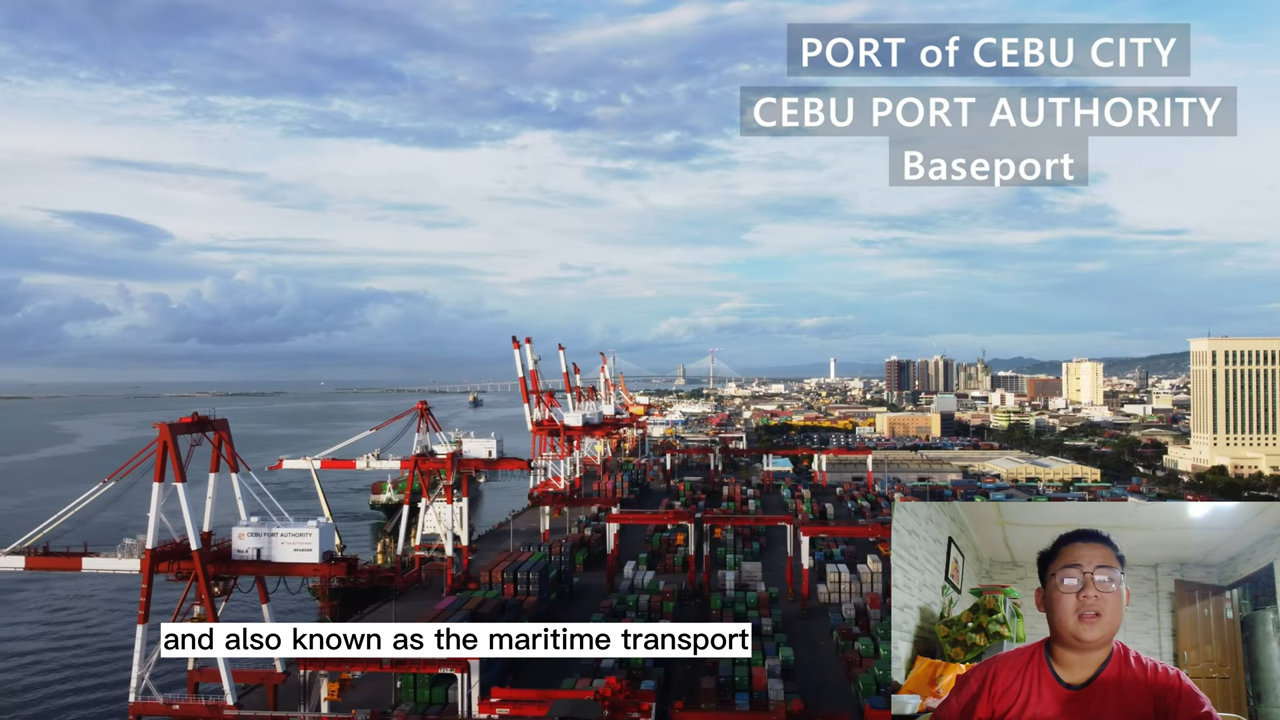 PORT of CEBU CITY
CEBU PORT AUTHORITY
Baseport
CEBU PORT AUTHORITY
and also known as the maritime transport